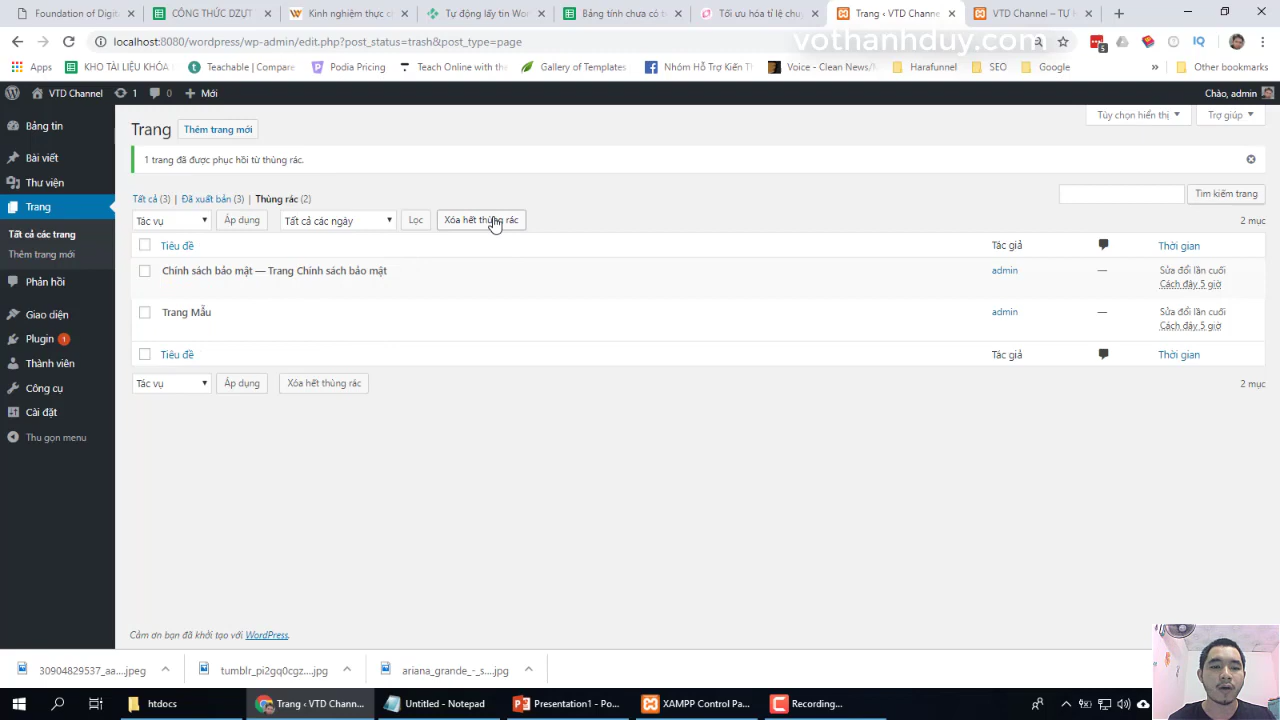 Foundation of Digita
CÔNG THỨC DZỰT
Kinh nghiệm thực c
Tự động lấy tin Wor
Bảng tính chưa có t
Tối ưu hóa tỉ lệ chuy
Trang ‹ VTD Channe
VTD Channel – TỰ H
localhost:8080/wordpress/wp-admin/edit.php?post_status=trash&post_type=page
vothanhduy.com
Apps
KHO TÀI LIỆU KHÓA
Teachable | Compare
Podia Pricing
Teach Online with the
Gallery of Templates
Nhóm Hỗ Trợ Kiến T
Voice - Clean News/
Harafunnel
SEO
Google
Other bookmarks
VTD Channel
1
0
Mới
Chào, admin
Bảng tin
Bài viết
Thư viện
Trang
Tất cả các trang
Thêm trang mới
Phản hồi
Giao diện
Plugin 1
Thành viên
Công cụ
Cài đặt
Thu gọn menu
Tùy chọn hiển thị
Trợ giúp
Trang
Thêm trang mới
1 trang đã được phục hồi từ thùng rác.
Tất cả (3) | Đã xuất bản (3) | Thùng rác (2)
Tìm kiếm trang
Tác vụ
Áp dụng
Tất cả các ngày
Lọc
Xóa hết thùng rác
2 mục
Tiêu đề
Tác giả
Thời gian
Chính sách bảo mật — Trang Chính sách bảo mật
admin
—
Sửa đổi lần cuối
Cách đây 5 giờ
Trang Mẫu
admin
—
Sửa đổi lần cuối
Cách đây 5 giờ
Tiêu đề
Tác giả
Thời gian
Tác vụ
Áp dụng
Xóa hết thùng rác
2 mục
Cảm ơn bạn đã khởi tạo với WordPress.
30904829537_aa....jpeg
tumblr_pi2gq0cgz....jpg
ariana_grande_-_s....jpg
htdocs
Trang ‹ VTD Chann...
Untitled - Notepad
Presentation1 - Po...
XAMPP Control Pa...
Recording...